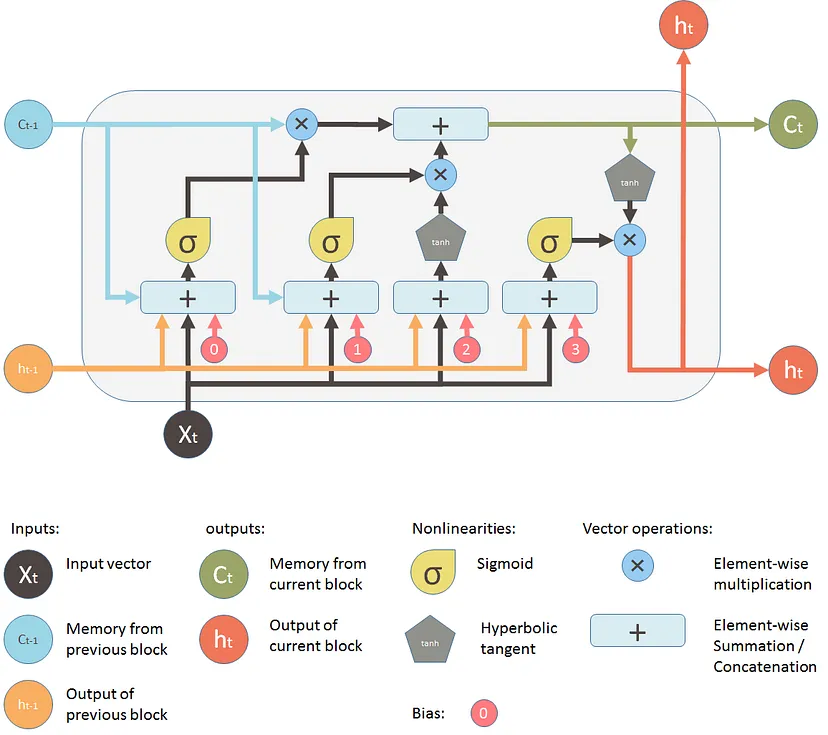 ht
Ct-1
×
+
Ct
×
tanh
σ
σ
tanh
σ
×
+
+
+
+
0
1
2
3
ht-1
ht
Xt
Inputs:
outputs:
Nonlinearities:
Vector operations:
Xt
Input vector
Ct
Memory from
current block
σ
Sigmoid
×
Element-wise
multiplication
Ct-1
Memory from
previous block
ht
Output of
current block
tanh
Hyperbolic
tangent
+
Element-wise
Summation /
Concatenation
ht-1
Output of
previous block
Bias:
0